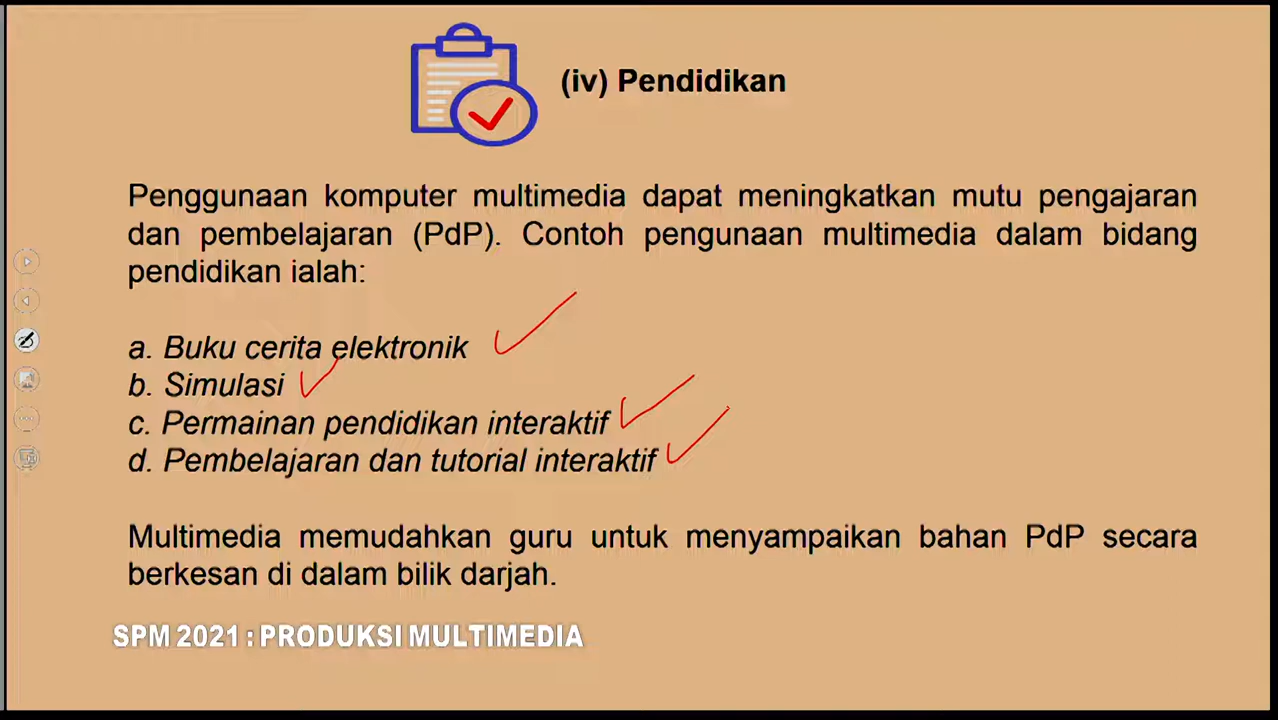 (iv) Pendidikan
Penggunaan komputer multimedia dapat meningkatkan mutu pengajaran
dan pembelajaran (PdP). Contoh pengunaan multimedia dalam bidang
pendidikan ialah:
a. Buku cerita elektronik
b. Simulasi
c. Permainan pendidikan interaktif
d. Pembelajaran dan tutorial interaktif
Multimedia memudahkan guru untuk menyampaikan bahan PdP secara
berkesan di dalam bilik darjah.
SPM 2021 : PRODUKSI MULTIMEDIA